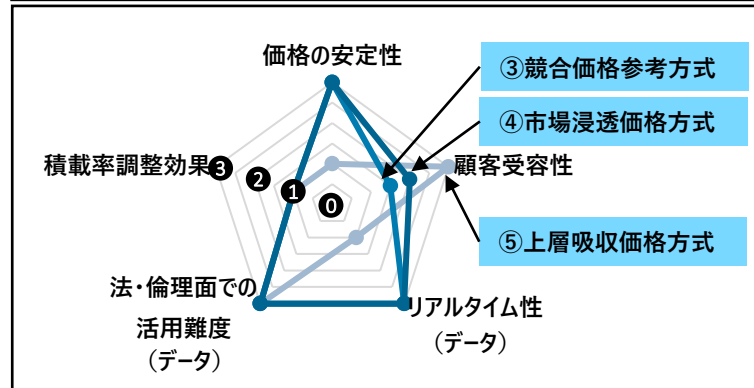 価格の安定性
③競合価格参考方式
④市場浸透価格方式
積載率調整効果
❸
❷
❶
⓿
顧客受容性
⑤上層吸収価格方式
法・倫理面での
活用難度
（データ）
リアルタイム性
（データ）